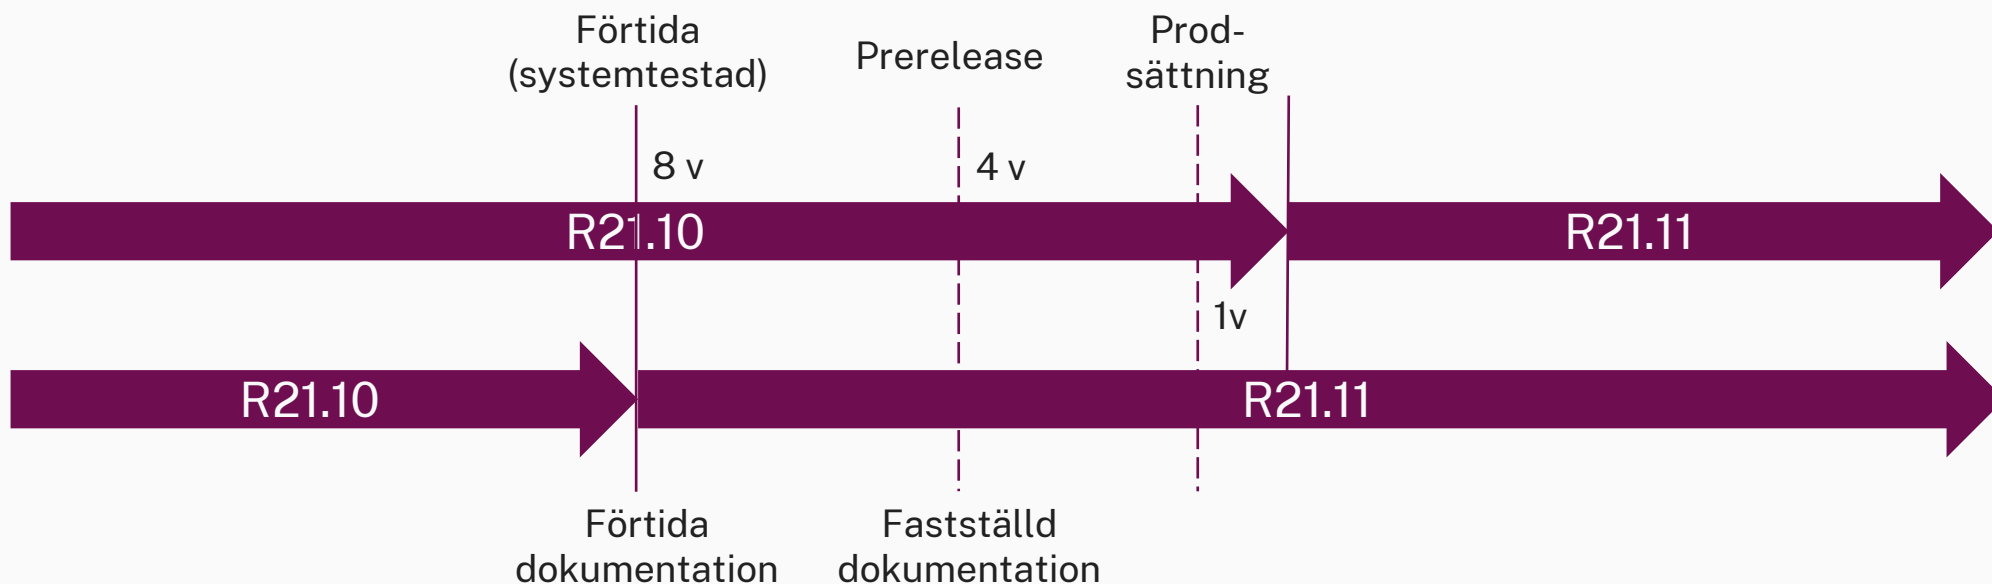 Förtida
(systemtestad)
Prerelease
Prod-
sättning
8 v
4 v
R21.10
R21.11
1v
R21.10
R21.11
Förtida
dokumentation
Fastställd
dokumentation